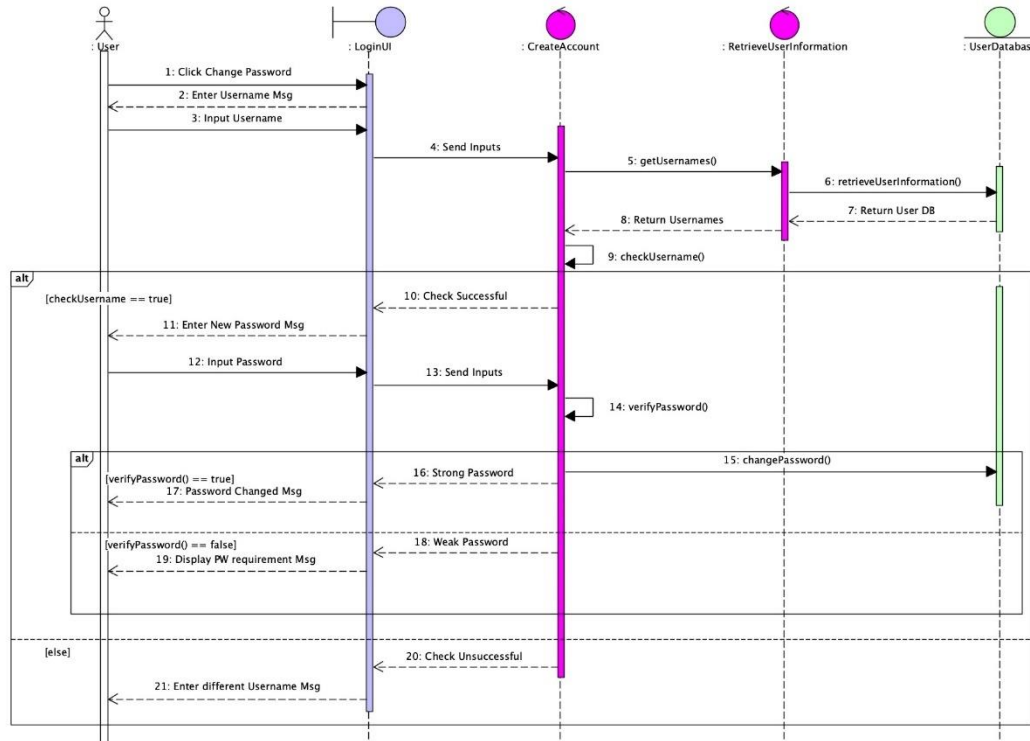 : User
: LoginUI
: CreateAccount
: RetrieveUserInformation
: UserDatabas
1: Click Change Password
2: Enter Username Msg
3: Input Username
4: Send Inputs
5: getUsernames()
6: retrieveUserInformation()
7: Return User DB
8: Return Usernames
9: checkUsername()
alt
[checkUsername == true]
10: Check Successful
11: Enter New Password Msg
12: Input Password
13: Send Inputs
14: verifyPassword()
alt
15: changePassword()
16: Strong Password
[verifyPassword() == true]
17: Password Changed Msg
18: Weak Password
[verifyPassword() == false]
19: Display PW requirement Msg
[else]
20: Check Unsuccessful
21: Enter different Username Msg